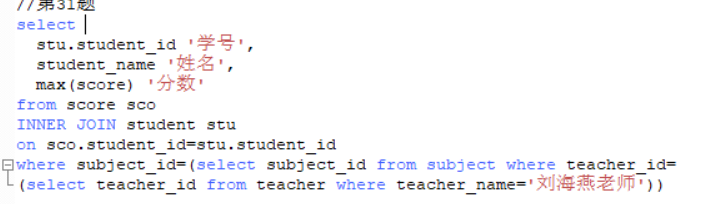 //第31题
select
stu.student_id '学号',
student_name '姓名',
max(score) '分数'
from score sco
INNER JOIN student stu
on sco.student_id=stu.student_id
where subject_id=(select subject_id from subject where teacher_id=
(select teacher_id from teacher where teacher_name='刘海燕老师'))